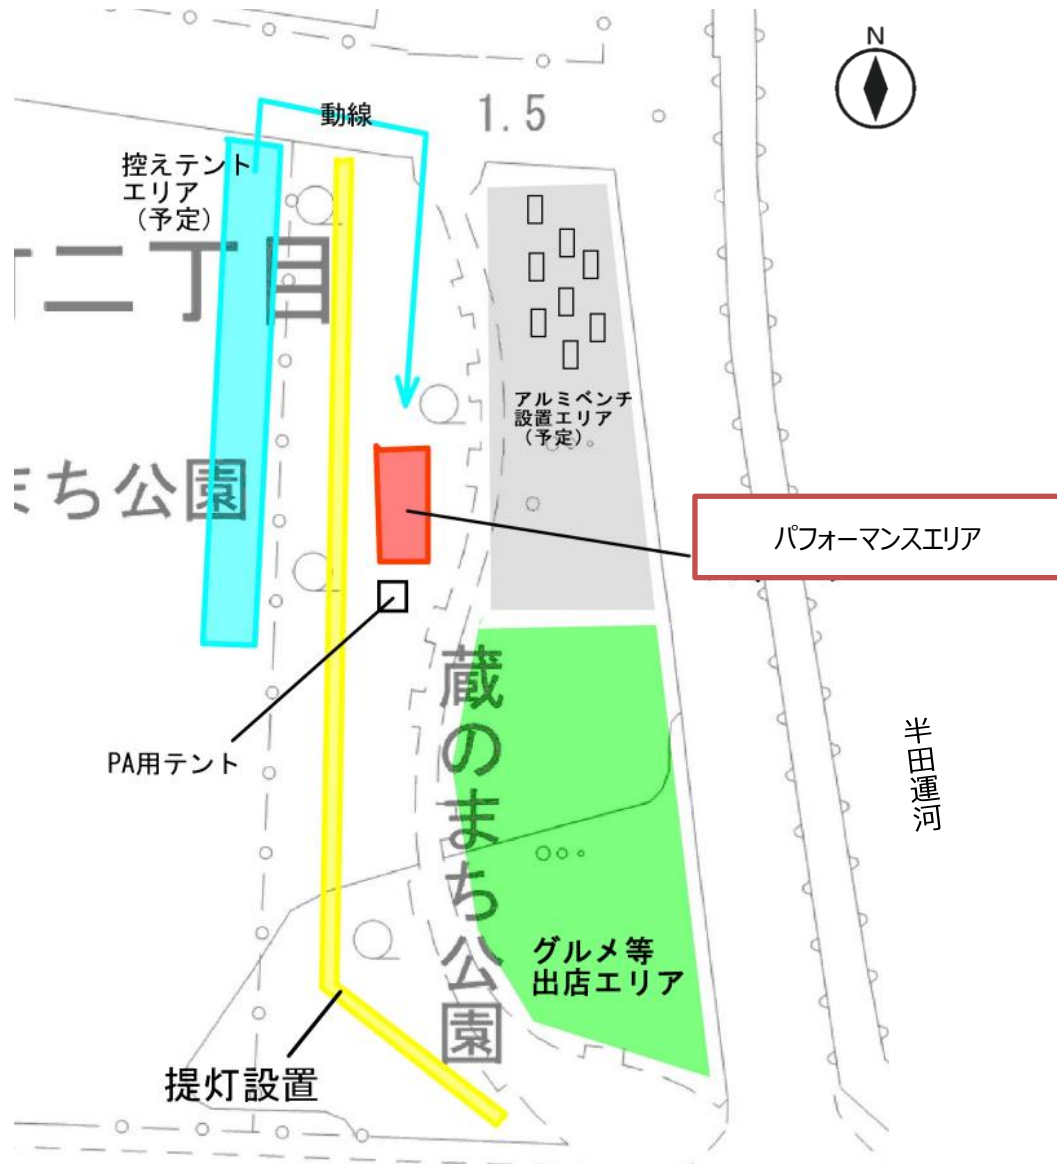 N
1.5
動線
控えテント
エリア
(予定)
十二丁目
アルミベンチ
設置エリア
(予定)
まち公園
パフォーマンスエリア
蔵のまち公園
PA用テント
半田運河
グルメ等
出店エリア
提灯設置